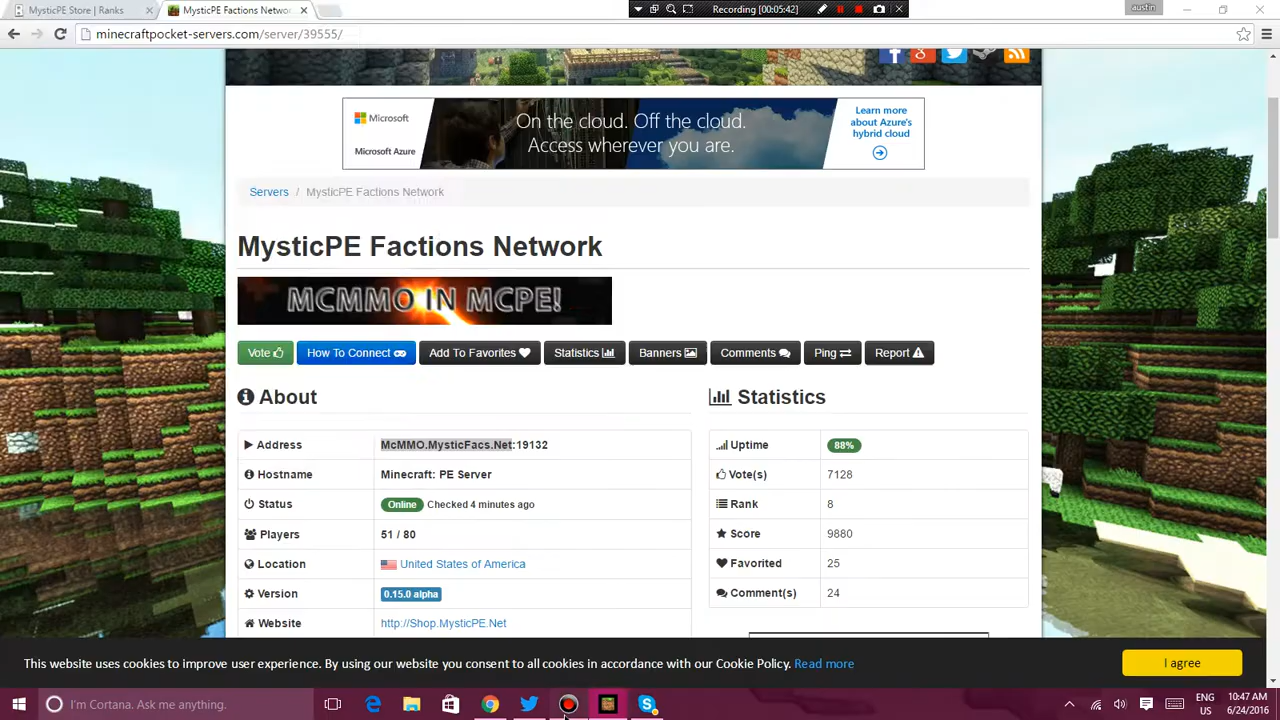 MysticPE Store | Ranks
MysticPE Factions Networ
Recording [00:05:42]
austin
minecraftpocket-servers.com/server/39555/
Microsoft
Microsoft Azure
On the cloud. Off the cloud.
Access wherever you are.
Learn more
about Azure's
hybrid cloud
Servers / MysticPE Factions Network
MysticPE Factions Network
MCMMO IN MCPE!
Vote How To Connect Add To Favorites Statistics Banners Comments Ping Report
About
Address McMMO.MysticFacs.Net:19132
Hostname Minecraft: PE Server
Status Online Checked 4 minutes ago
Players 51 / 80
Location United States of America
Version 0.15.0 alpha
Website http://Shop.MysticPE.Net
Statistics
Uptime 88%
Vote(s) 7128
Rank 8
Score 9880
Favorited 25
Comment(s) 24
This website uses cookies to improve user experience. By using our website you consent to all cookies in accordance with our Cookie Policy. Read more
I agree
I'm Cortana. Ask me anything.
ENG
US
10:47 AM
6/24/2016